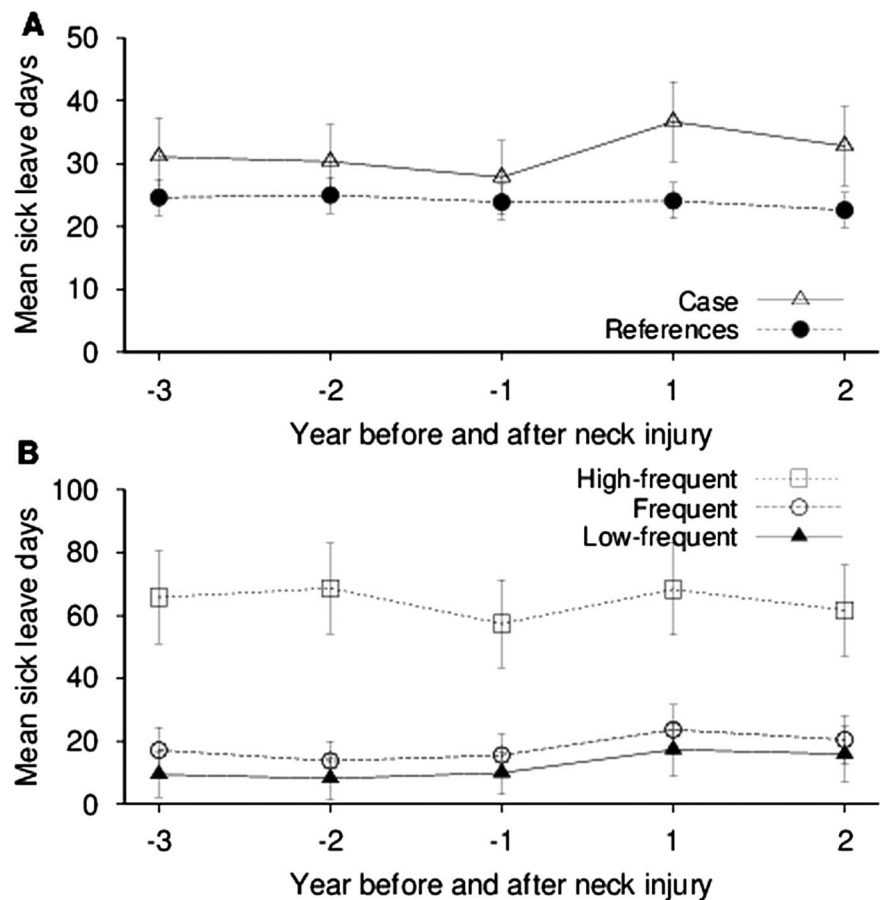 A
50
40
30
20
10
0
Mean sick leave days
Case
References
-3 -2 -1 1 2
Year before and after neck injury
B
High-frequent
Frequent
Low-frequent
100
80
60
40
20
0
Mean sick leave days
-3 -2 -1 1 2
Year before and after neck injury